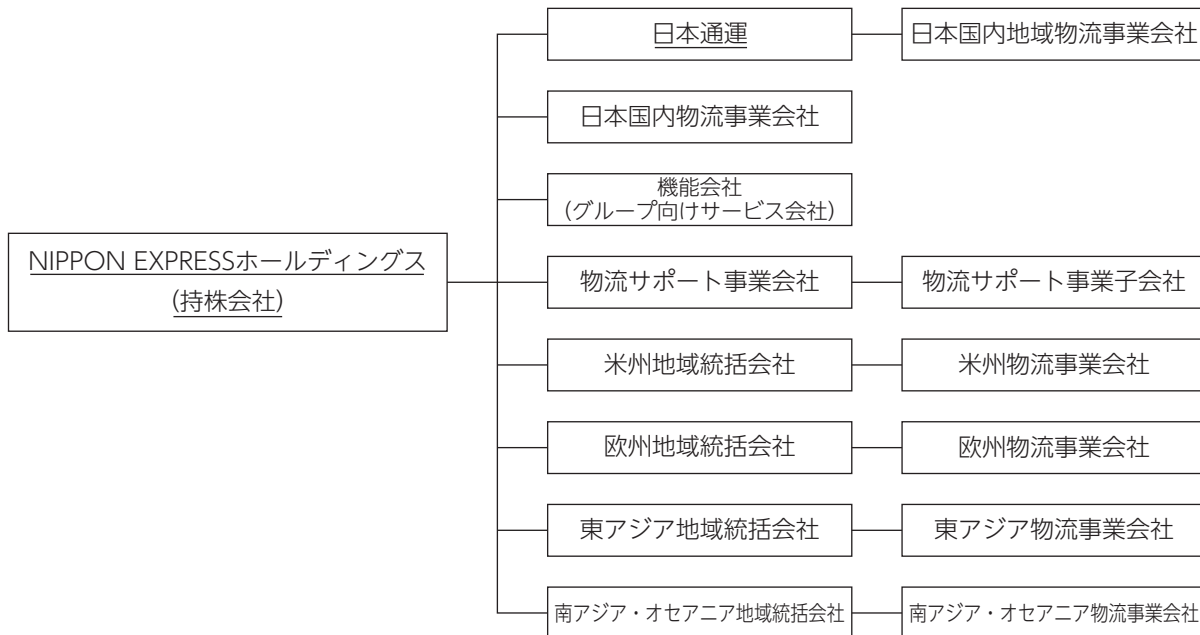 日本通運
日本国内地域物流事業会社
日本国内物流事業会社
機能会社
(グループ向けサービス会社)
NIPPON EXPRESSホールディングス
(持株会社)
物流サポート事業会社
物流サポート事業子会社
米州地域統括会社
米州物流事業会社
欧州地域統括会社
欧州物流事業会社
東アジア地域統括会社
東アジア物流事業会社
南アジア・オセアニア地域統括会社
南アジア・オセアニア物流事業会社